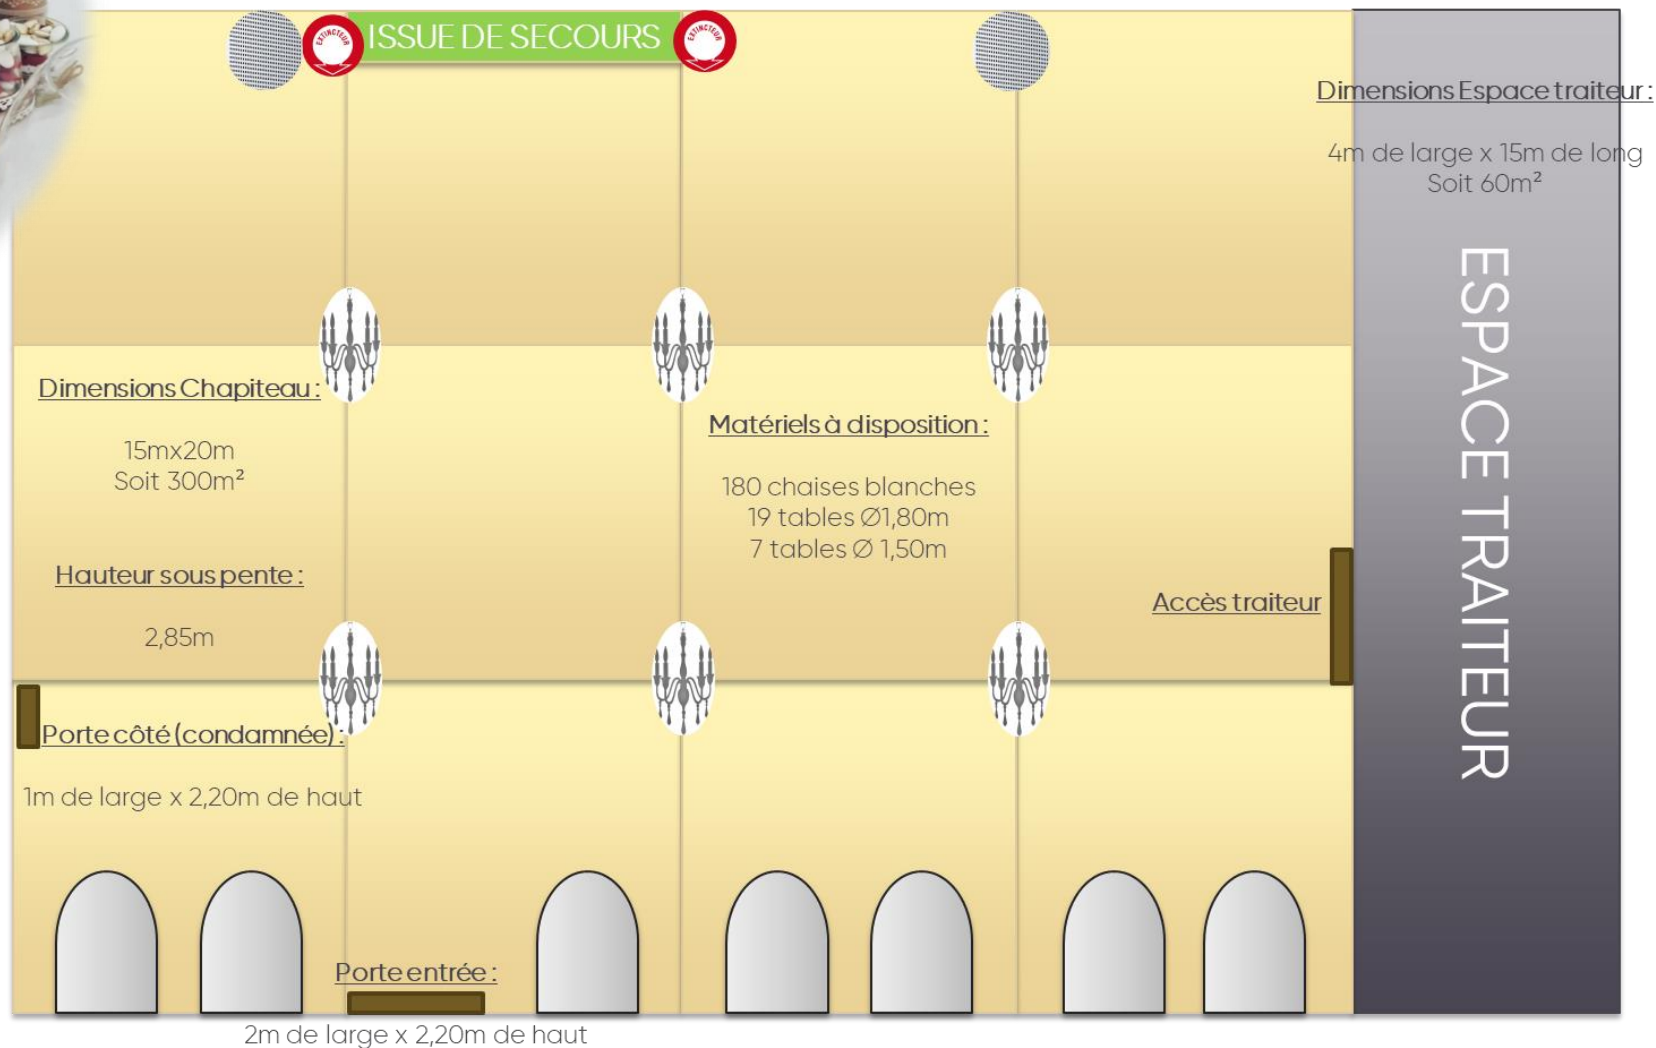 EXTINCTEUR
ISSUE DE SECOURS
EXTINCTEUR
Dimensions Espace traiteur :
4m de large x 15m de long
Soit 60m²
ESPACE TRAITEUR
Dimensions Chapiteau :
15mx20m
Soit 300m²
Hauteur sous pente :
2,85m
Matériels à disposition :
180 chaises blanches
19 tables Ø1,80m
7 tables Ø 1,50m
Accès traiteur
Porte côté (condamnée) :
1m de large x 2,20m de haut
Porte entrée :
2m de large x 2,20m de haut